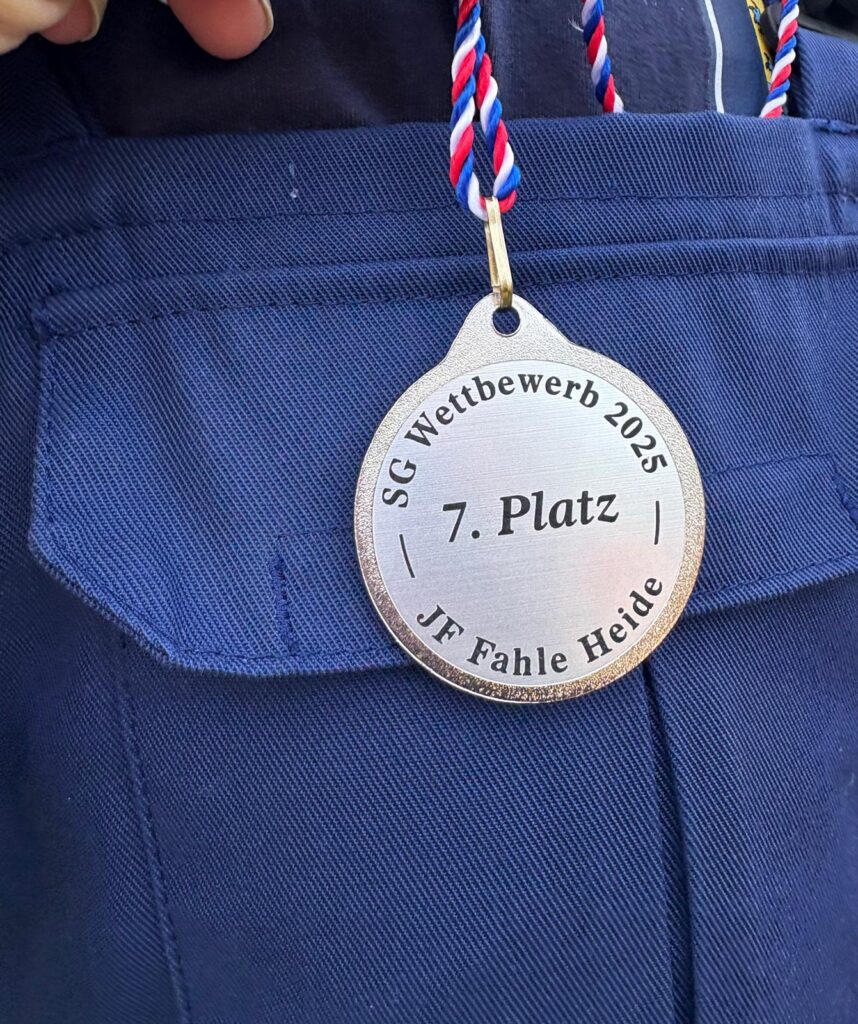 SG Wettbewerb 2025
7. Platz
JF Fahle Heide